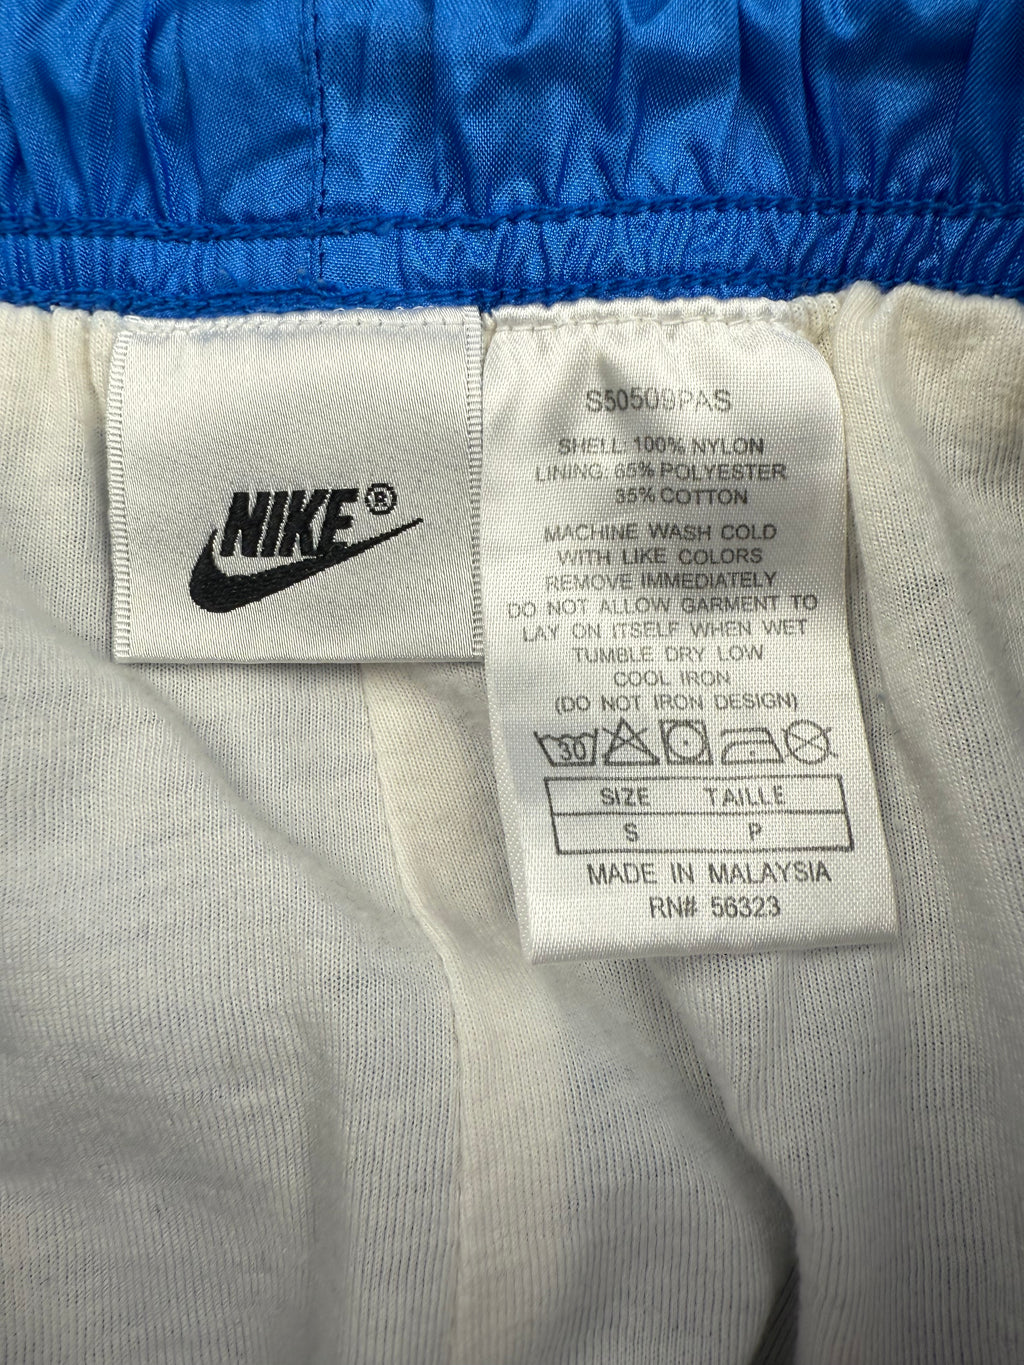 NIKE®
S50509PAS
SHELL: 100% NYLON
LINING: 65% POLYESTER
35% COTTON
MACHINE WASH COLD
WITH LIKE COLORS
REMOVE IMMEDIATELY
DO NOT ALLOW GARMENT TO
LAY ON ITSELF WHEN WET
TUMBLE DRY LOW
COOL IRON
(DO NOT IRON DESIGN)
30
SIZE TAILLE
S P
MADE IN MALAYSIA
RN# 56323